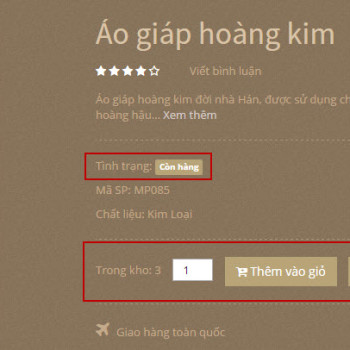 Áo giáp hoàng kim
Viết bình luận
Áo giáp hoàng kim đời nhà Hán, được sử dụng ch
hoàng hậu... Xem thêm
Tình trạng: Còn hàng
Mã SP: MP085
Chất liệu: Kim Loại
Trong kho: 3 1 Thêm vào giỏ
Giao hàng toàn quốc